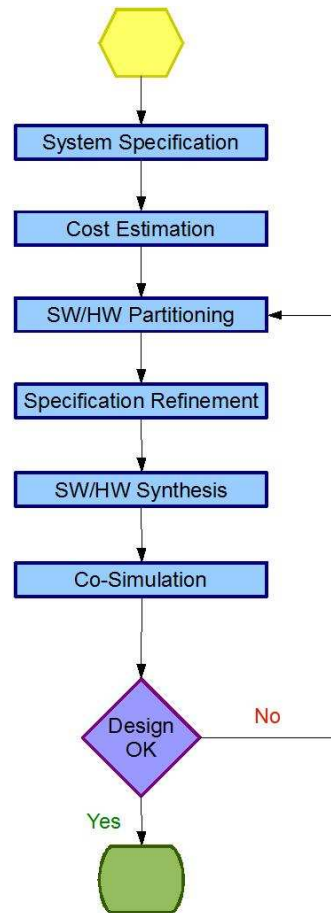 System Specification
Cost Estimation
SW/HW Partitioning
Specification Refinement
SW/HW Synthesis
Co-Simulation
Design
OK
No
Yes